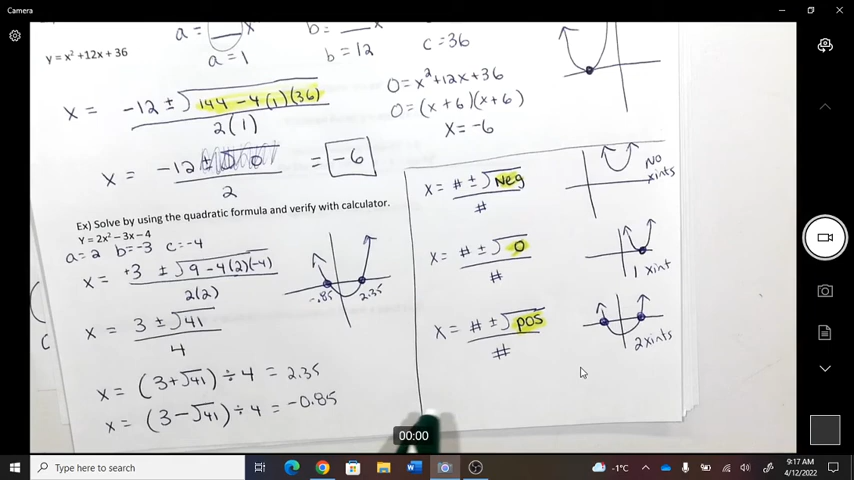 Camera
a = __ x
b = __ x
y = x² +12x + 36
a = 1
b = 12
c = 36
x = -12 ± √144 - 4(1)(36)
2(1)
0 = x²+12x+36
0 = (x + 6)(x + 6)
x = -6
x = -12 ± 0
2
= -6
Ex) Solve by using the quadratic formula and verify with calculator.
Y = 2x² – 3x – 4
a=2 b=-3 c=-4
x = +3 ± √9 - 4(2)(-4)
2(2)
-0.85 2.35
x = 3 ± √41
4
x = (3+√41) ÷ 4 = 2.35
x = (3-√41) ÷ 4 = -0.85
x = # ± √Neg
#
No
xints
x = # ± √0
#
1 xint
x = # ± √pos
#
2xints
C
00:00
Type here to search
-1°C
9:17 AM
4/12/2022